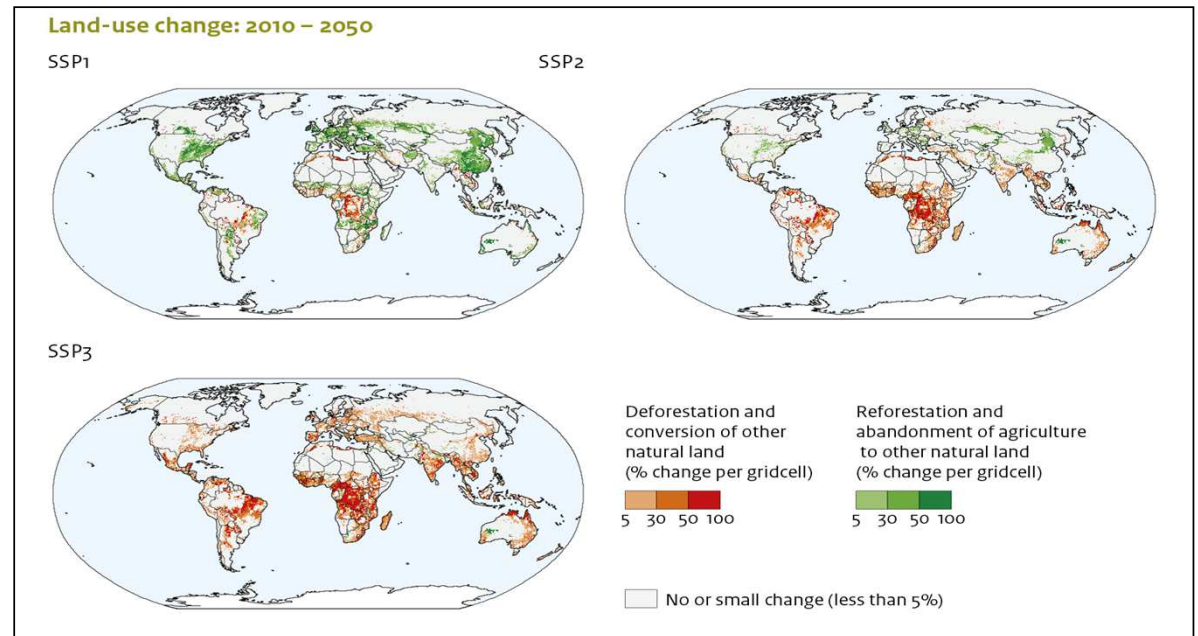 Land-use change: 2010 – 2050
SSP1
SSP2
SSP3
Deforestation and
conversion of other
natural land
(% change per gridcell)
5 30 50 100
Reforestation and
abandonment of agriculture
to other natural land
(% change per gridcell)
5 30 50 100
No or small change (less than 5%)